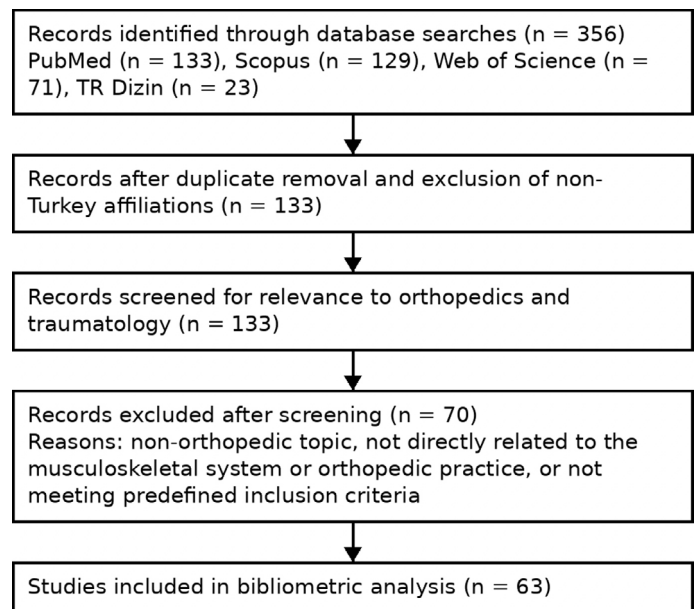 Records identified through database searches (n = 356)
PubMed (n = 133), Scopus (n = 129), Web of Science (n =
71), TR Dizin (n = 23)
Records after duplicate removal and exclusion of non-
Turkey affiliations (n = 133)
Records screened for relevance to orthopedics and
traumatology (n = 133)
Records excluded after screening (n = 70)
Reasons: non-orthopedic topic, not directly related to the
musculoskeletal system or orthopedic practice, or not
meeting predefined inclusion criteria
Studies included in bibliometric analysis (n = 63)